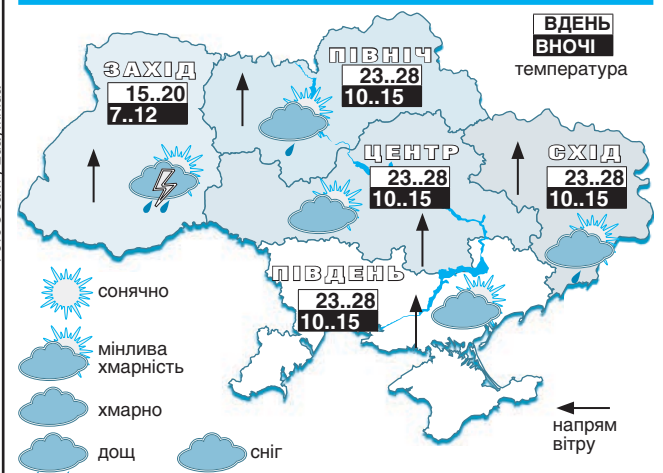 ВДЕНЬ
ВНОЧІ
температура
ПІВНІЧ
23..28
10..15
ЗАХІД
15..20
7..12
ЦЕНТР
23..28
10..15
СХІД
23..28
10..15
ПІВДЕНЬ
23..28
10..15
сонячно
мінлива
хмарність
хмарно
дощ
сніг
напрям
вітру